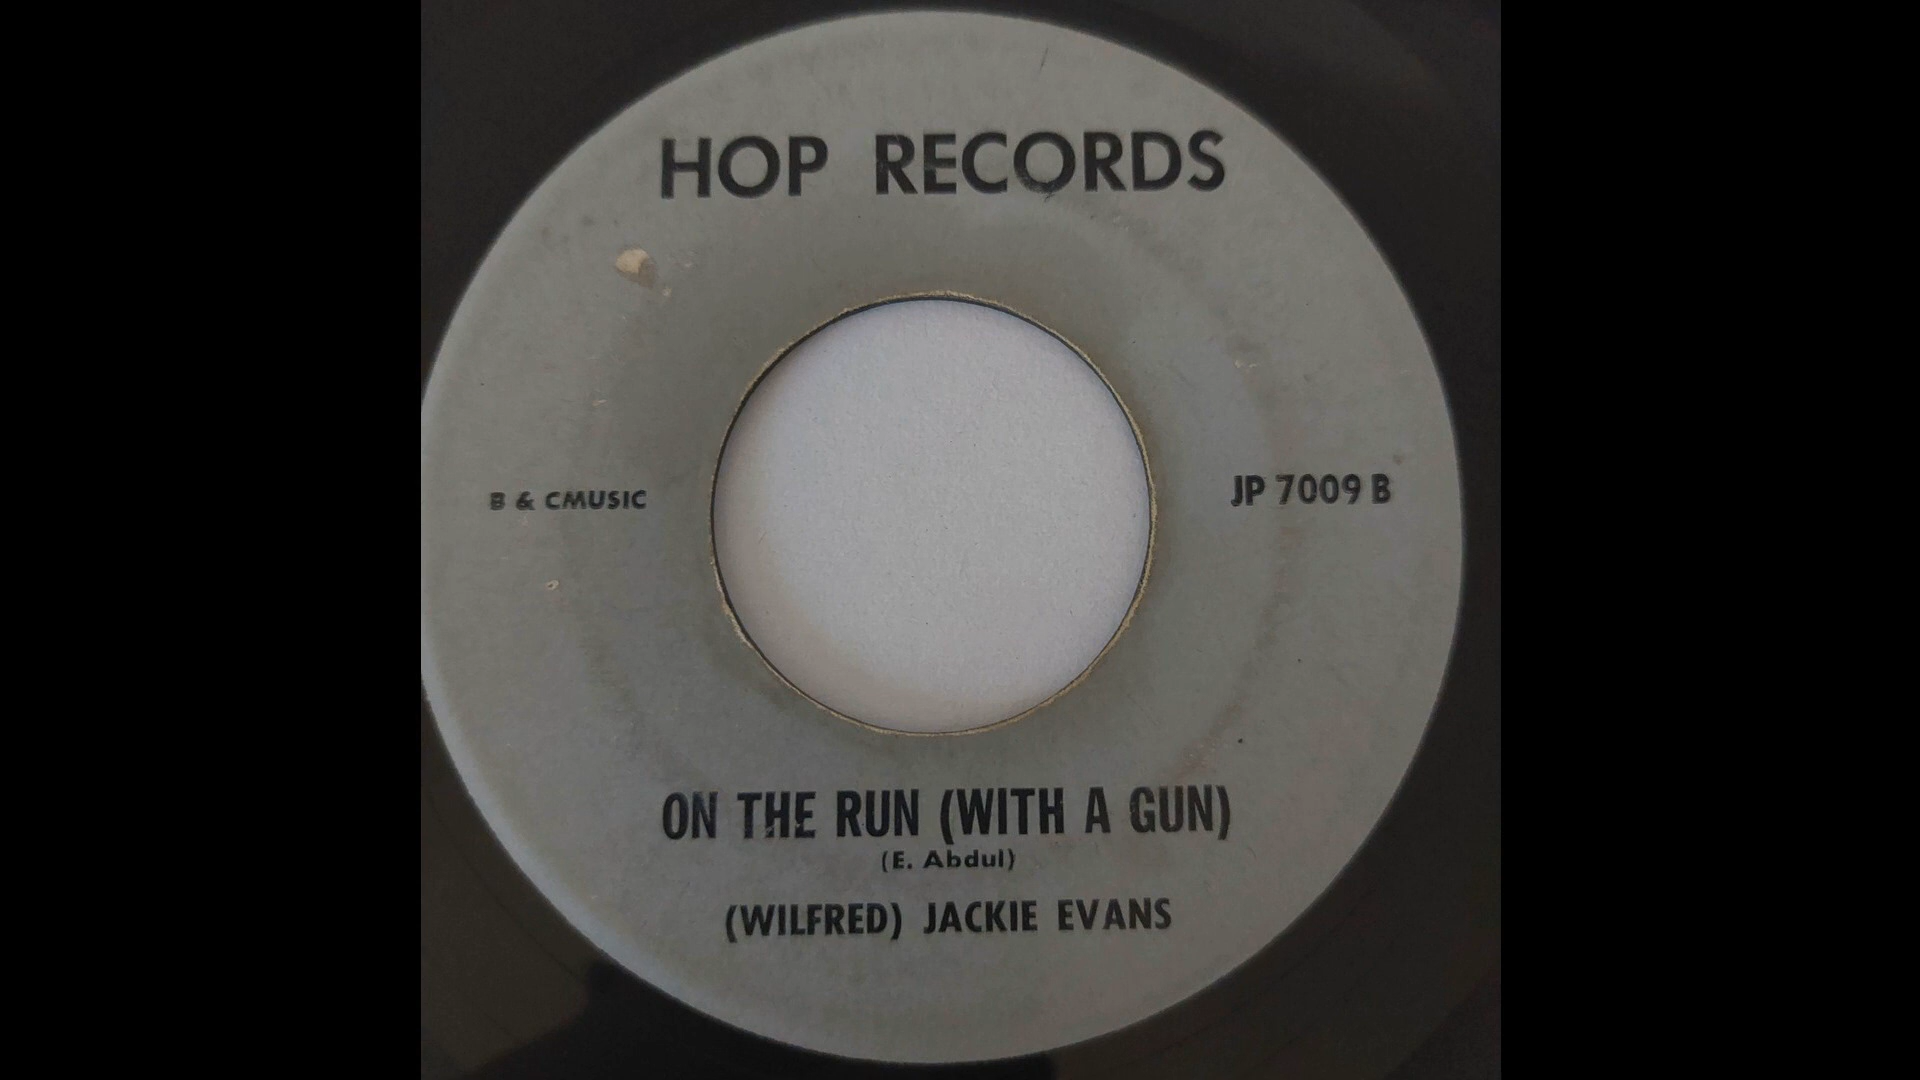 HOP RECORDS
B & CMUSIC
JP 7009 B
ON THE RUN (WITH A GUN)
(E. Abdul)
(WILFRED) JACKIE EVANS